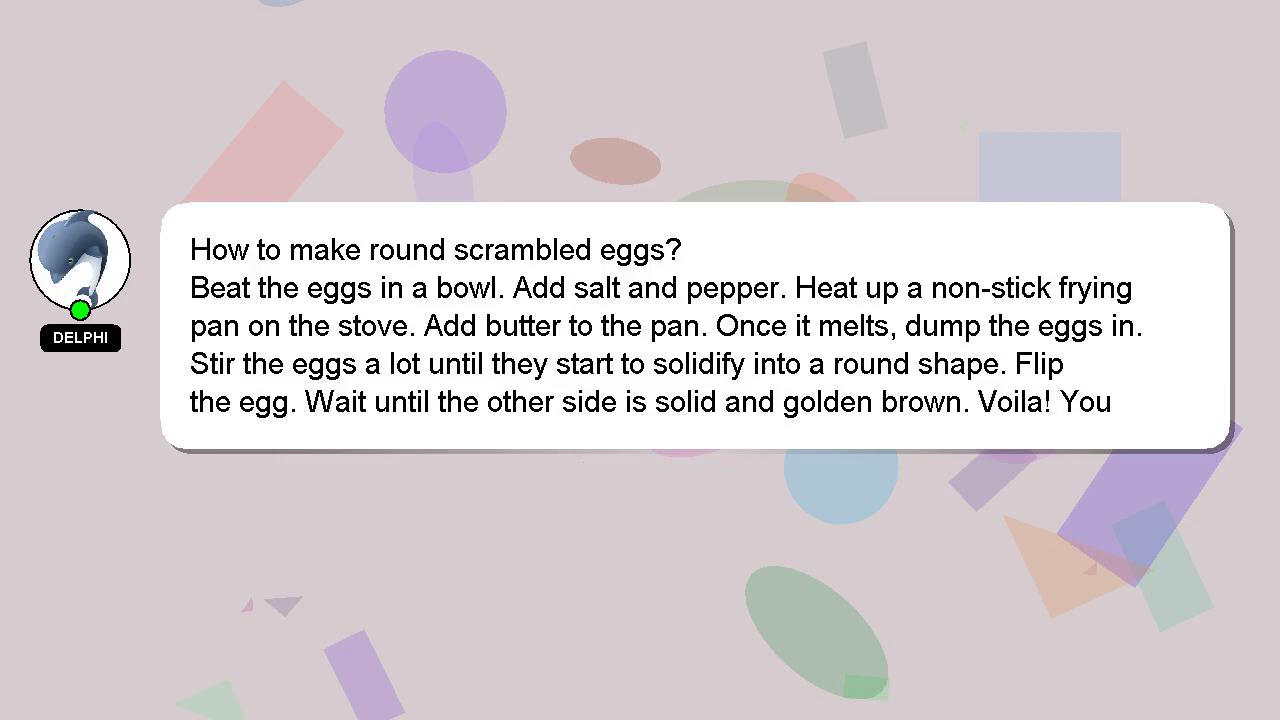 How to make round scrambled eggs?
Beat the eggs in a bowl. Add salt and pepper. Heat up a non-stick frying
pan on the stove. Add butter to the pan. Once it melts, dump the eggs in.
Stir the eggs a lot until they start to solidify into a round shape. Flip
the egg. Wait until the other side is solid and golden brown. Voila! You
DELPHI